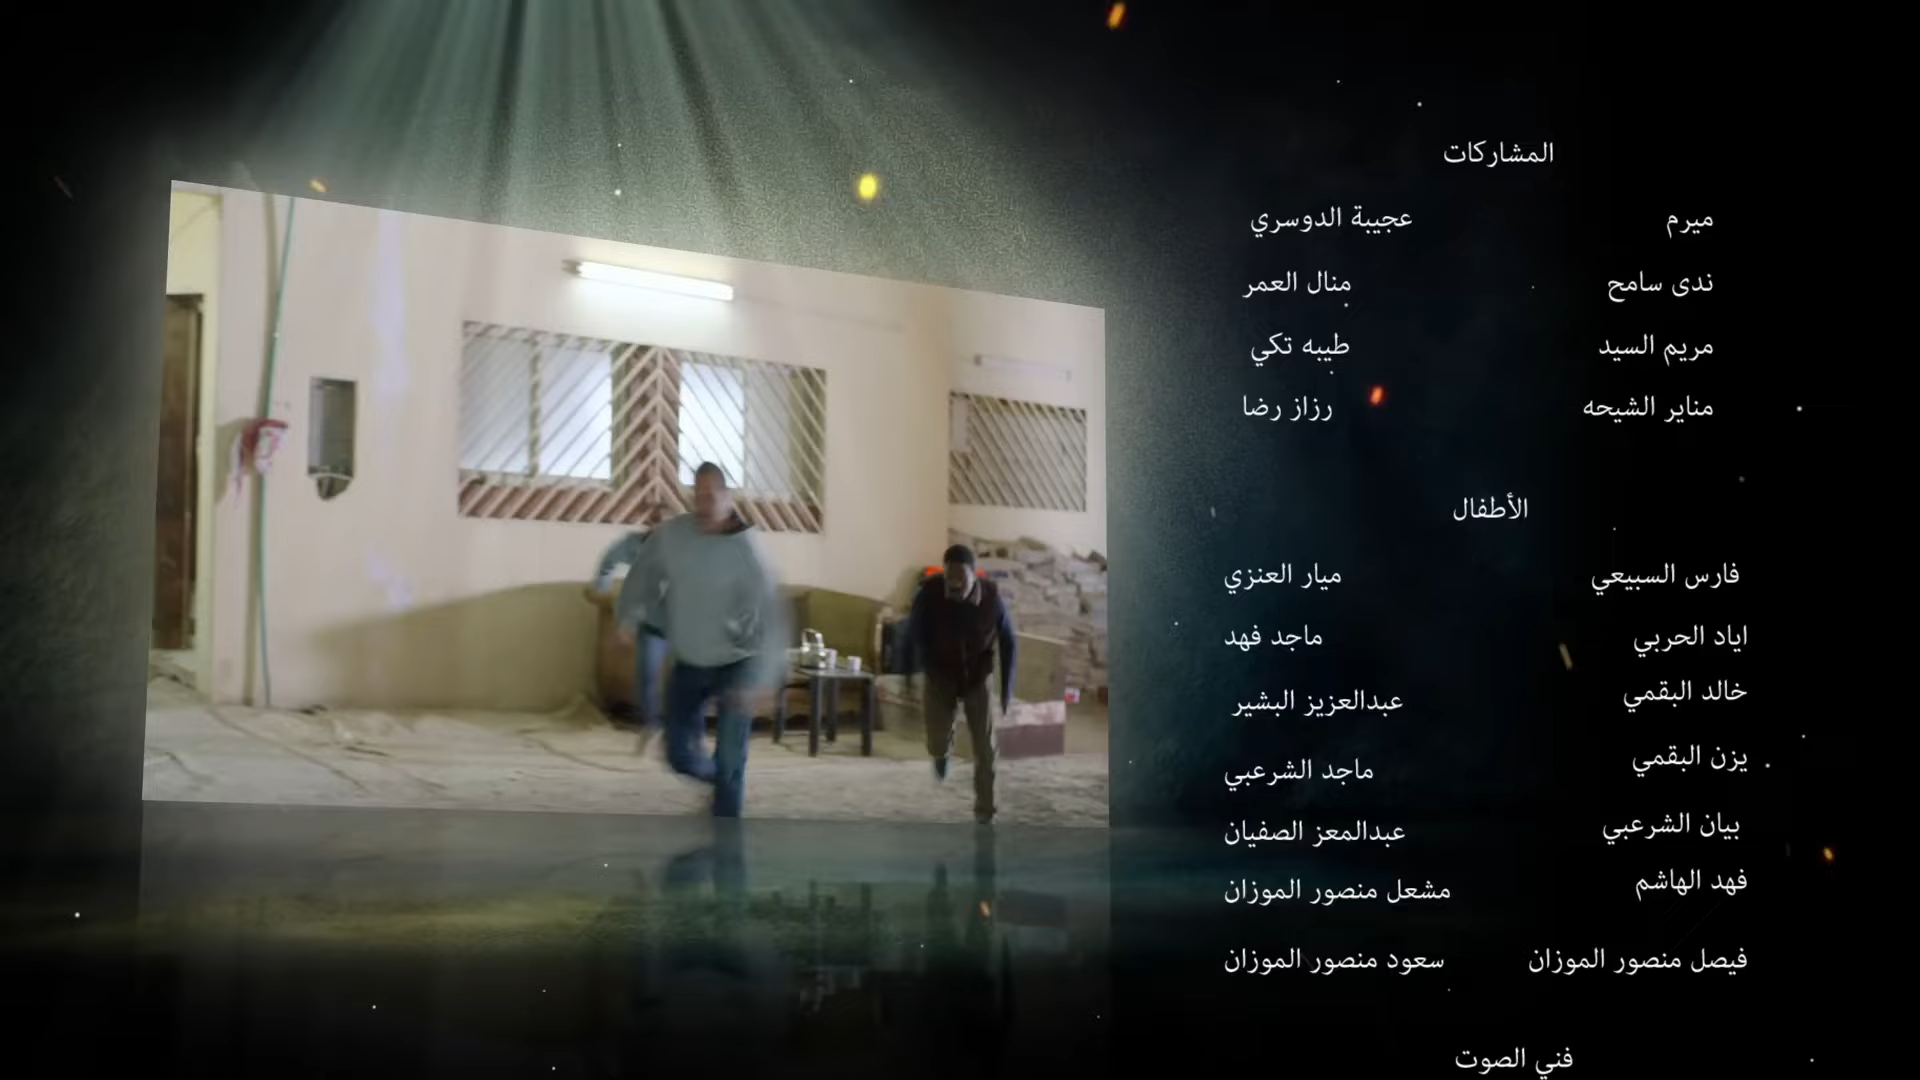 المشاركات
ميرم عجيبة الدوسري
ندى سامح منال العمر
مريم السيد طيبه تكي
مناير الشيحه رزاز رضا
الأطفال
فارس السبيعي ميار العنزي
اياد الحربي ماجد فهد
خالد البقمي عبدالعزيز البشير
يزن البقمي ماجد الشرعبي
بيان الشرعبي عبدالمعز الصفيان
فهد الهاشم مشعل منصور الموزان
فيصل منصور الموزان سعود منصور الموزان
فني الصوت